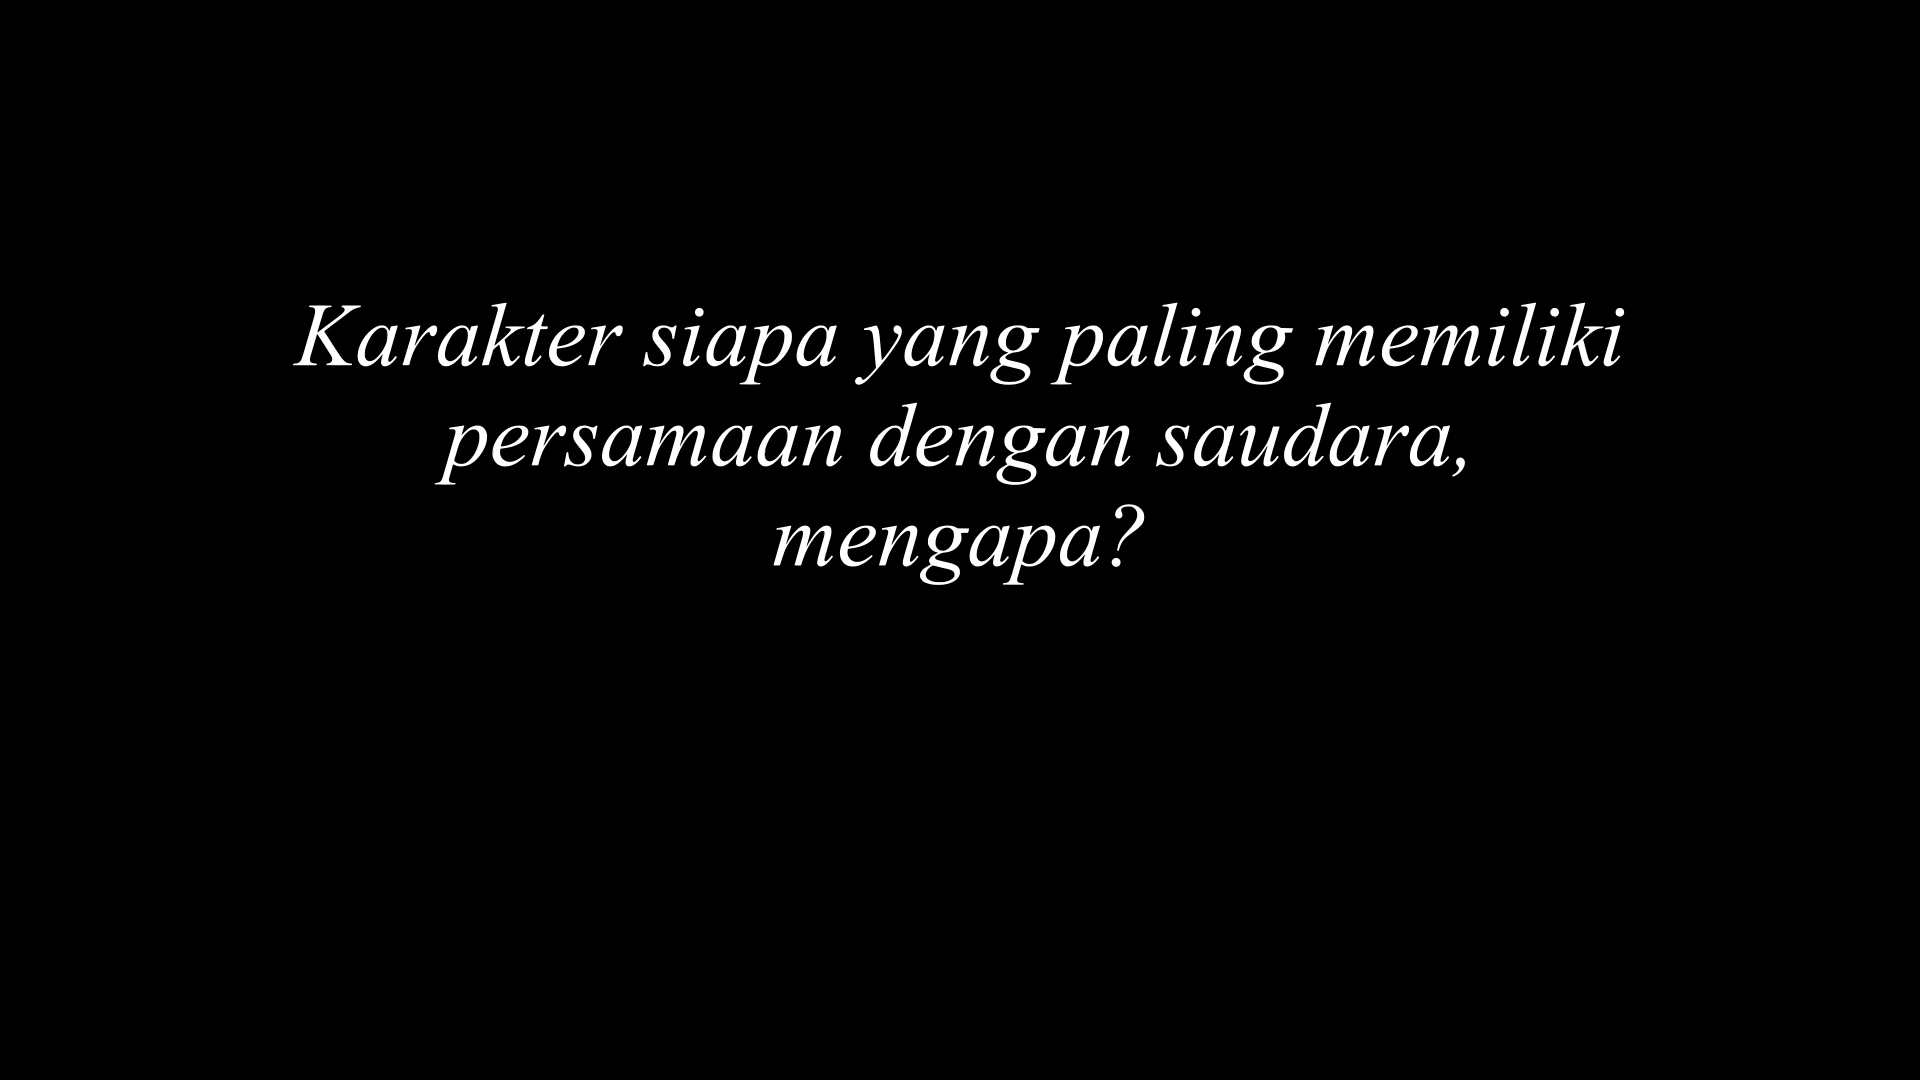 Karakter siapa yang paling memiliki
persamaan dengan saudara,
mengapa?